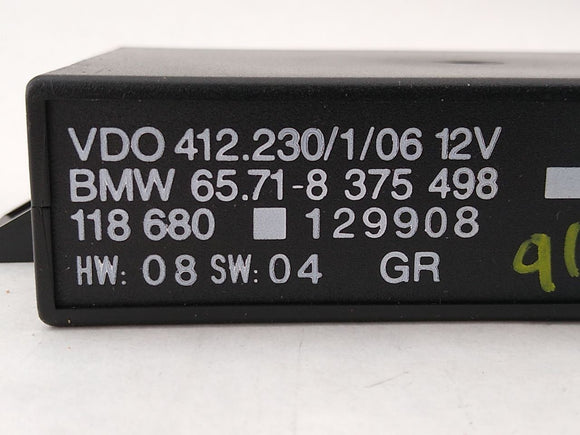 VDO 412.230/1/06 12V
BMW 65.71-8 375 498
118 680 129908
HW: 08 SW: 04 GR